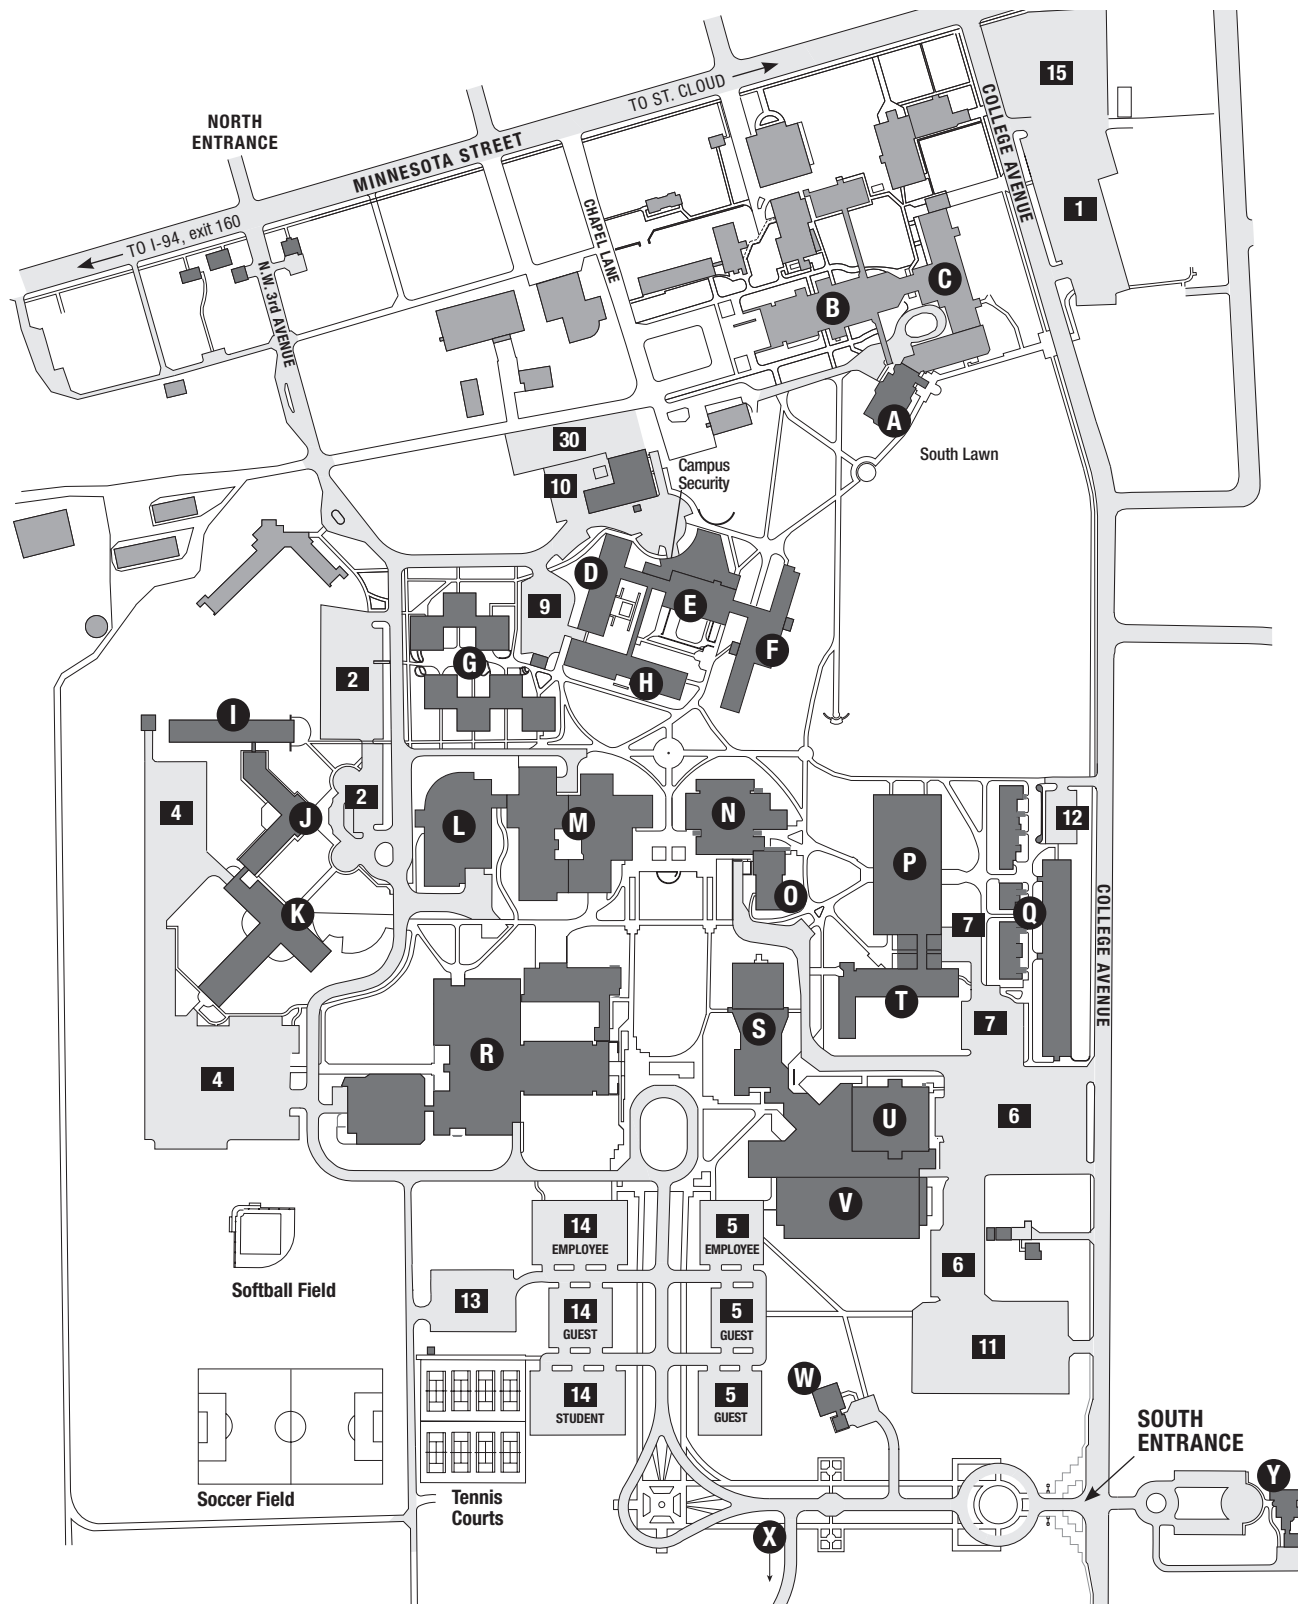 15
TO ST. CLOUD
COLLEGE AVENUE
NORTH
ENTRANCE
MINNESOTA STREET
1
CHAPEL LANE
TO I-94, exit 160
N.W. 3rd AVENUE
C
B
A
30
South Lawn
Campus
Security
10
D
9
E
F
G
2
H
I
2
4
J
L
M
N
12
P
O
K
Q
7
COLLEGE AVENUE
T
7
S
R
4
6
U
V
14
EMPLOYEE
5
EMPLOYEE
6
Softball Field
13
14
GUEST
5
GUEST
11
W
14
STUDENT
5
GUEST
SOUTH
ENTRANCE
Y
Soccer Field
Tennis
Courts
X